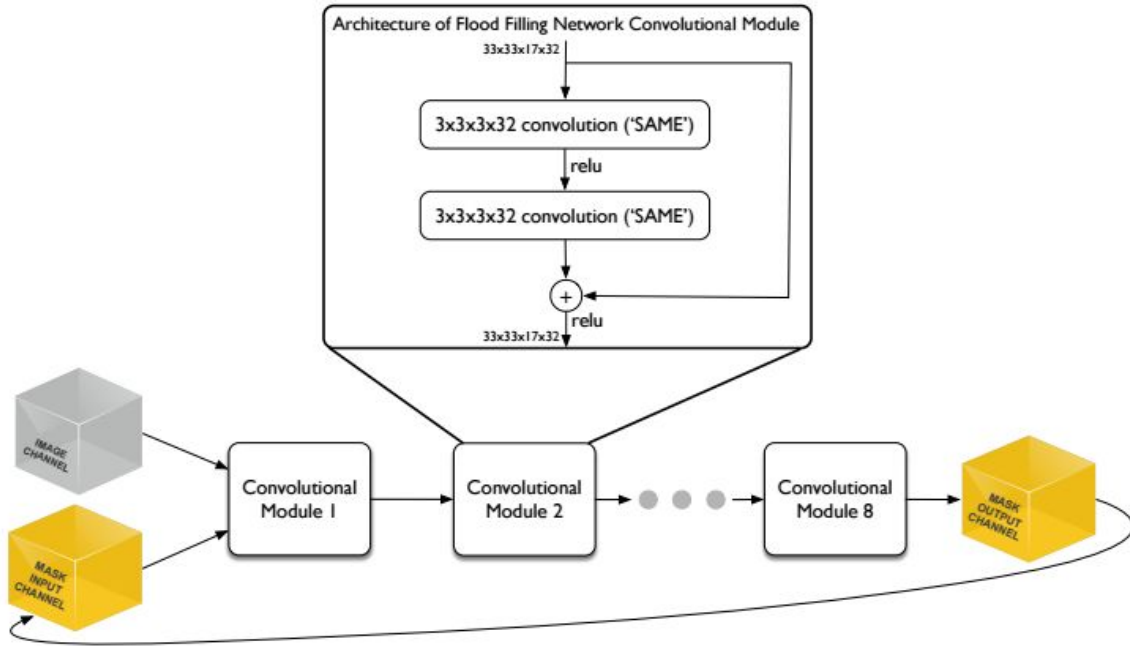 Architecture of Flood Filling Network Convolutional Module
33x33x17x32
3x3x3x32 convolution (‘SAME’)
relu
3x3x3x32 convolution (‘SAME’)
+
relu
33x33x17x32
IMAGE
CHANNEL
MASK
INPUT
CHANNEL
Convolutional
Module 1
Convolutional
Module 2
Convolutional
Module 8
MASK
OUTPUT
CHANNEL